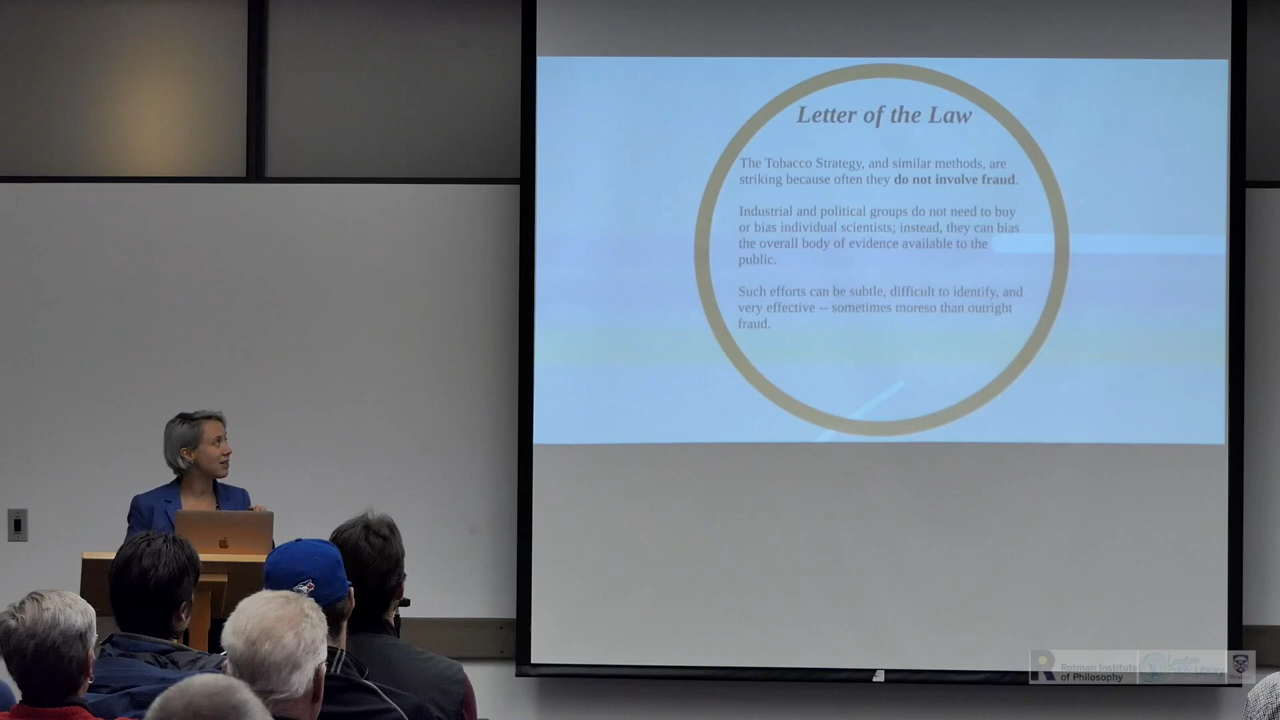 Letter of the Law
The Tobacco Strategy, and similar methods, are
striking because often they do not involve fraud.
Industrial and political groups do not need to buy
or bias individual scientists; instead, they can bias
the overall body of evidence available to the
public.
Such efforts can be subtle, difficult to identify, and
very effective -- sometimes moreso than outright
fraud.
R
Rotman Institute
of Philosophy
London
Library